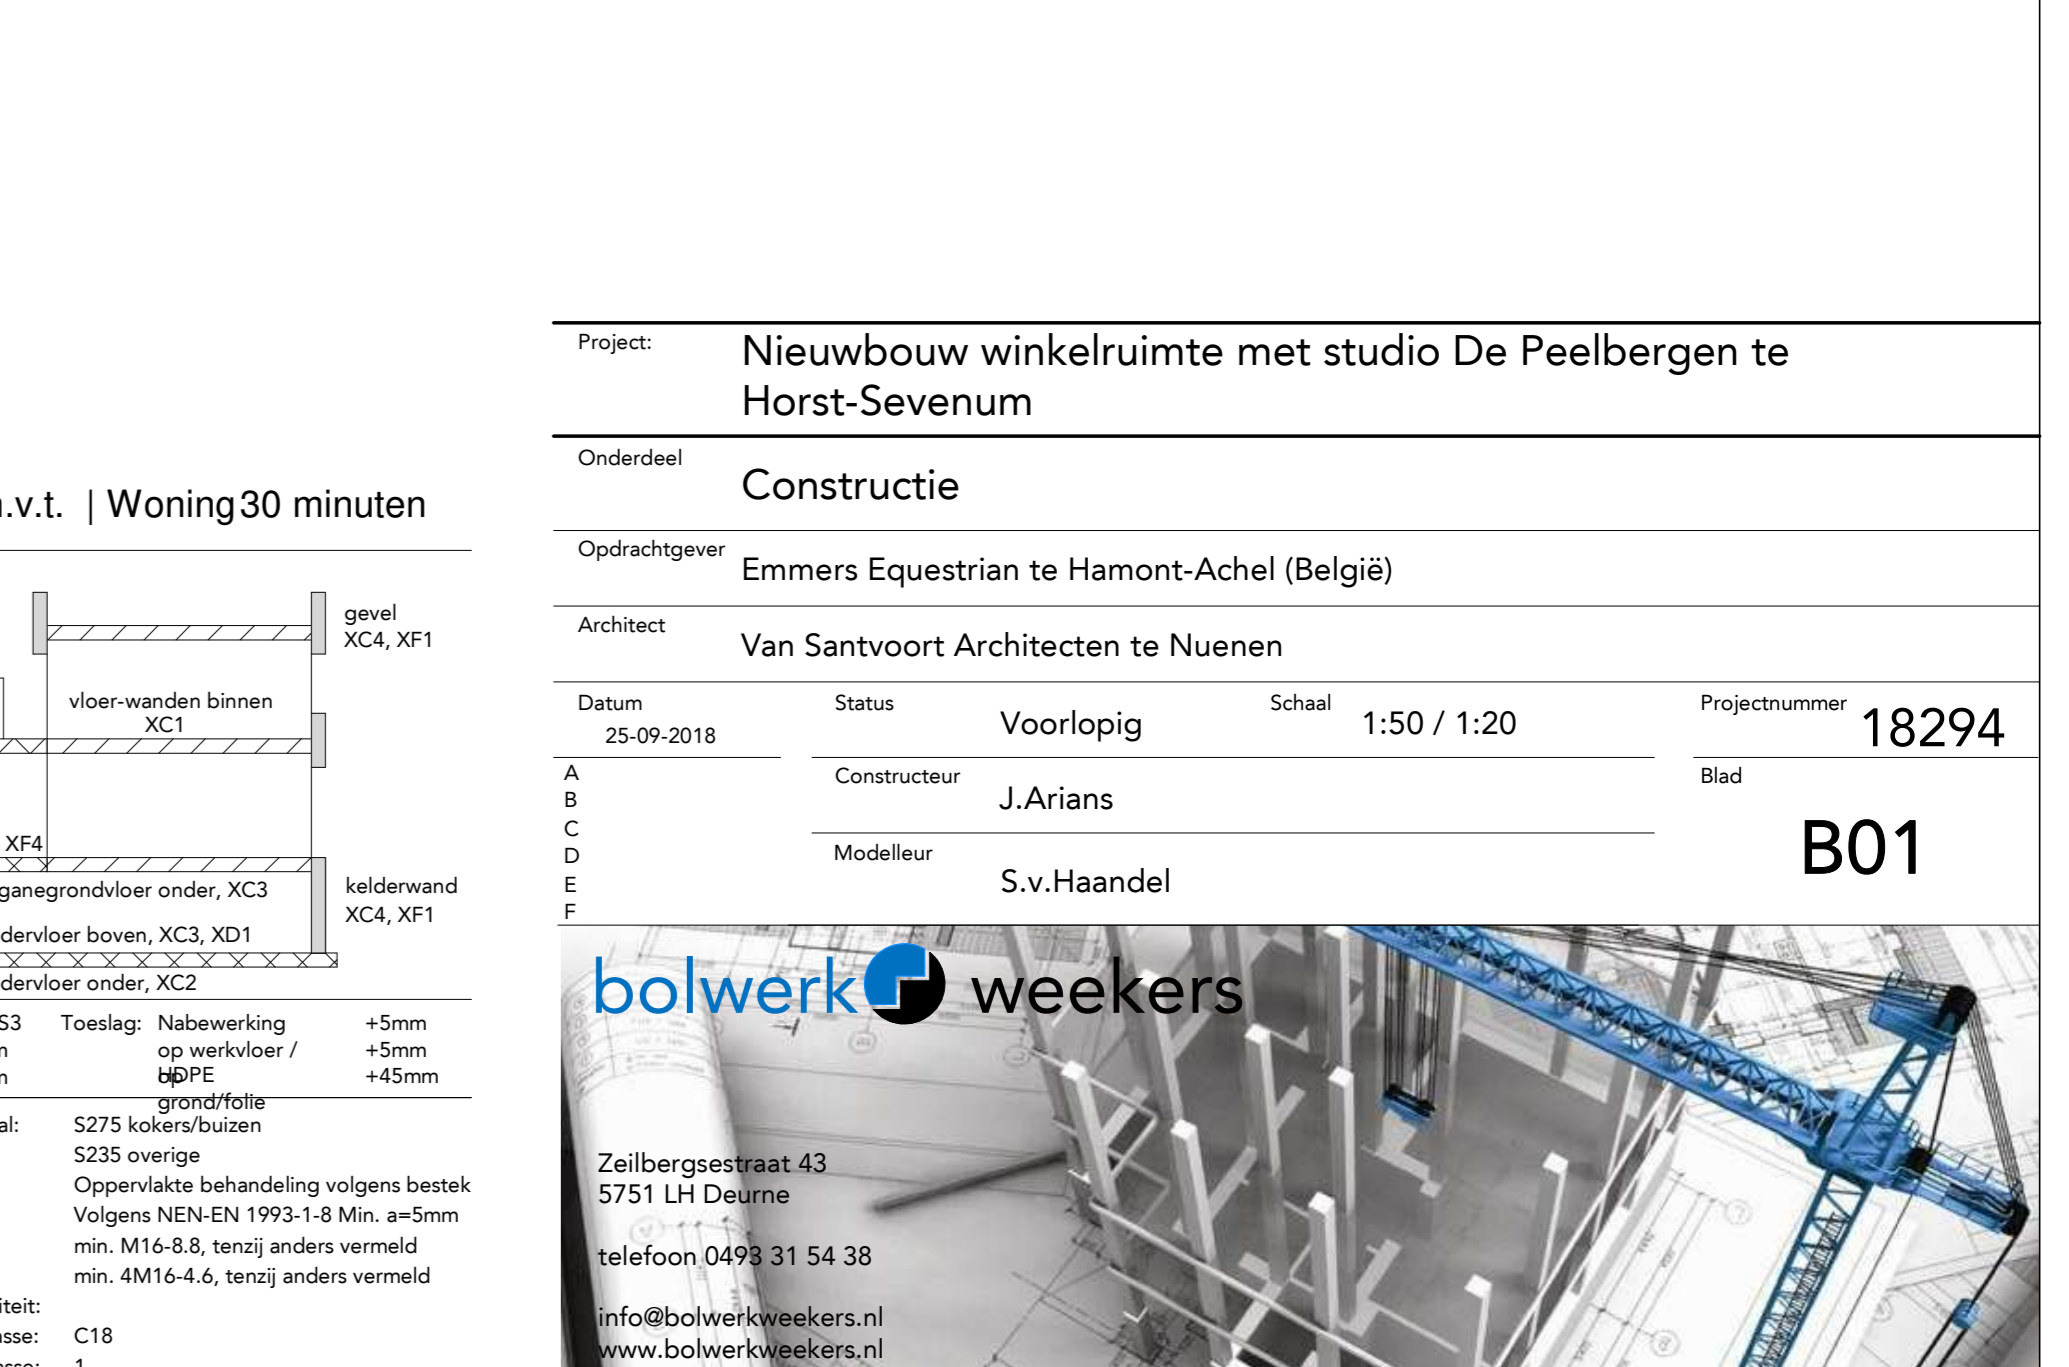 Project:
Nieuwbouw winkelruimte met studio De Peelbergen te
Horst-Sevenum
Onderdeel
Constructie
Opdrachtgever
Emmers Equestrian te Hamont-Achel (België)
Architect
Van Santvoort Architecten te Nuenen
Datum
25-09-2018
Status
Voorlopig
Schaal
1:50 / 1:20
Projectnummer
18294
A
B
C
D
E
F
Constructeur
J.Arians
Modelleur
S.v.Haandel
Blad
B01
bolwerk weekers
Zeilbergsestraat 43
5751 LH Deurne
telefoon 0493 31 54 38
info@bolwerkweekers.nl
www.bolwerkweekers.nl
.v.t. | Woning 30 minuten
gevel
XC4, XF1
vloer-wanden binnen
XC1
XF4
ganegrondvloer onder, XC3
kelderwand
XC4, XF1
dervloer boven, XC3, XD1
dervloer onder, XC2
S3 Toeslag: Nabewerking +5mm
op werkvloer / +5mm
HDPE
op +45mm
grond/folie
al: S275 kokers/buizen
S235 overige
Oppervlakte behandeling volgens bestek
Volgens NEN-EN 1993-1-8 Min. a=5mm
min. M16-8.8, tenzij anders vermeld
min. 4M16-4.6, tenzij anders vermeld
iteit:
sse: C18
1